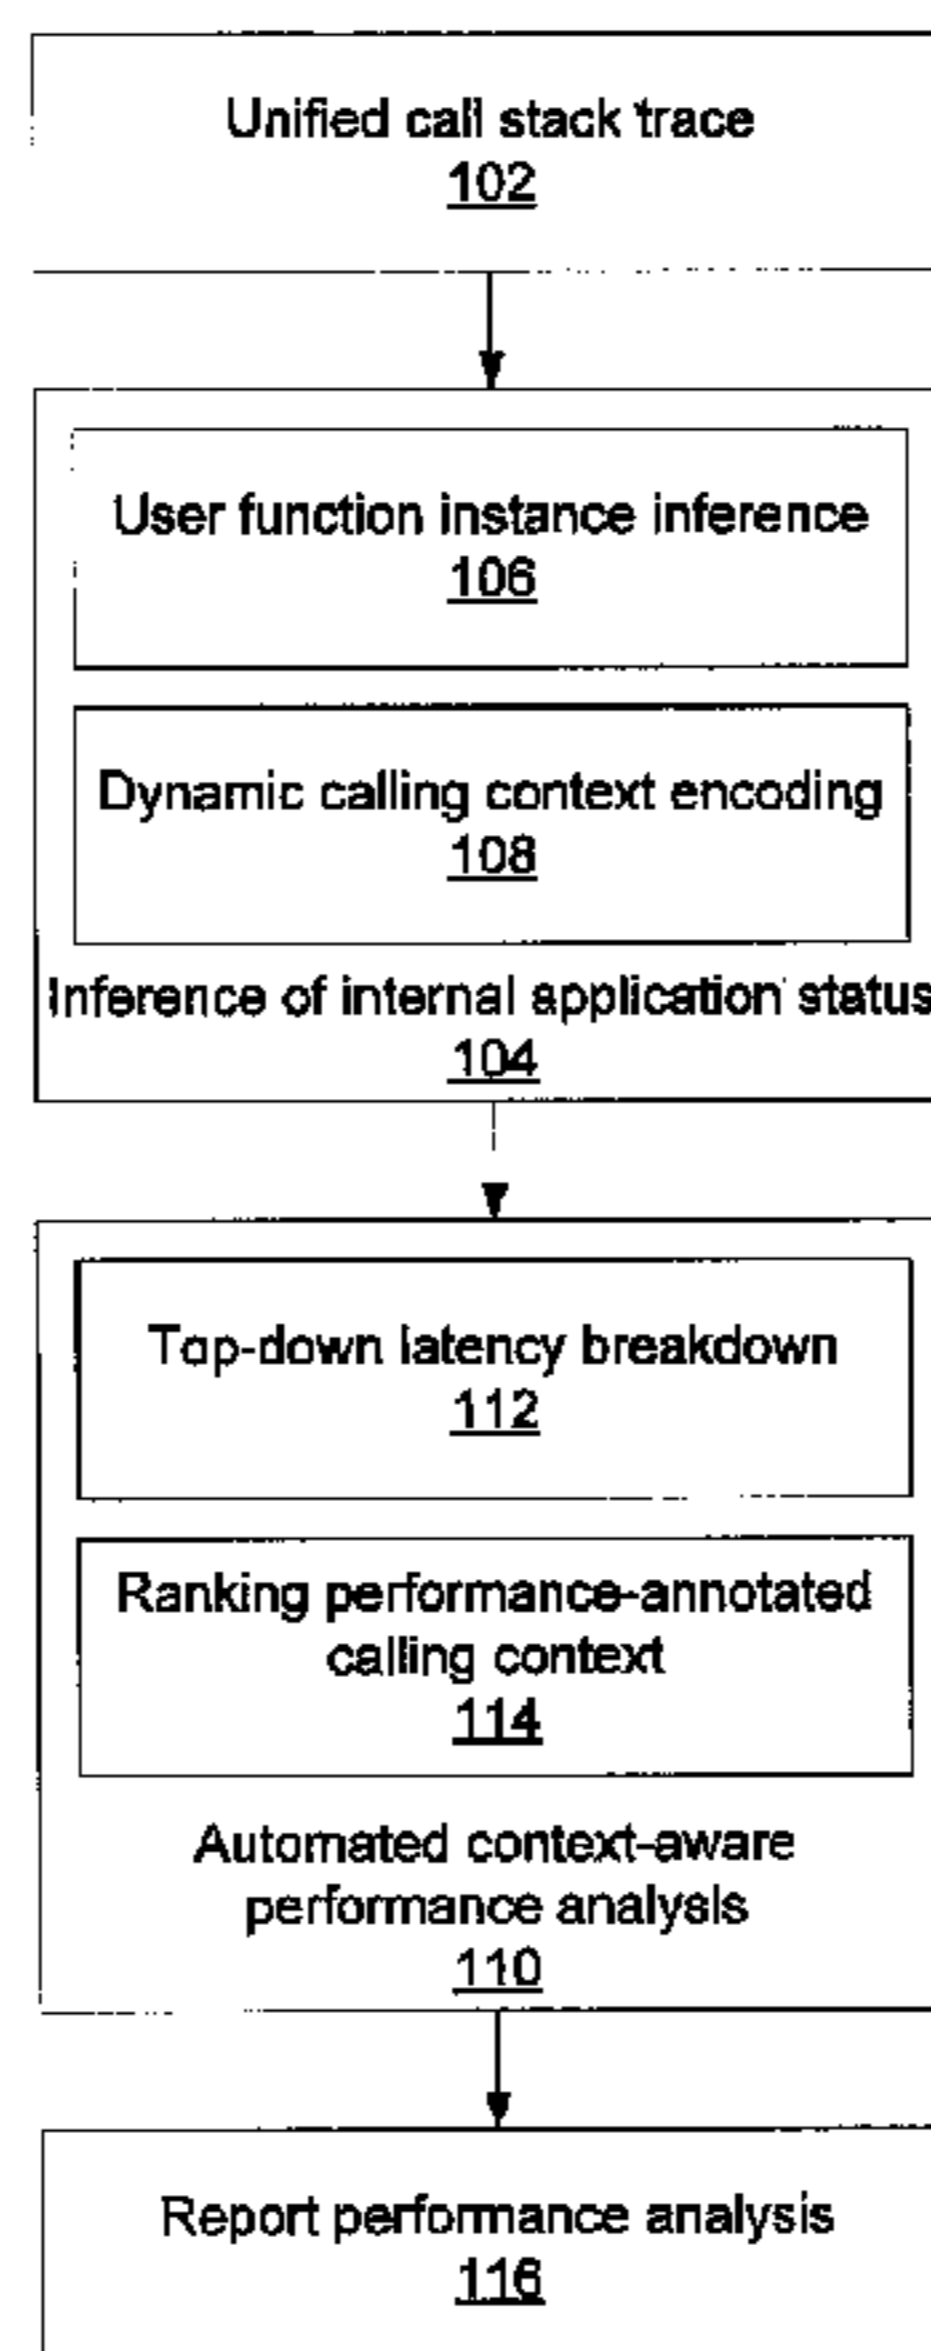 Unified call stack trace
102
User function instance inference
106
Dynamic calling context encoding
108
Inference of internal application status
104
Top-down latency breakdown
112
Ranking performance-annotated
calling context
114
Automated context-aware
performance analysis
110
Report performance analysis
116